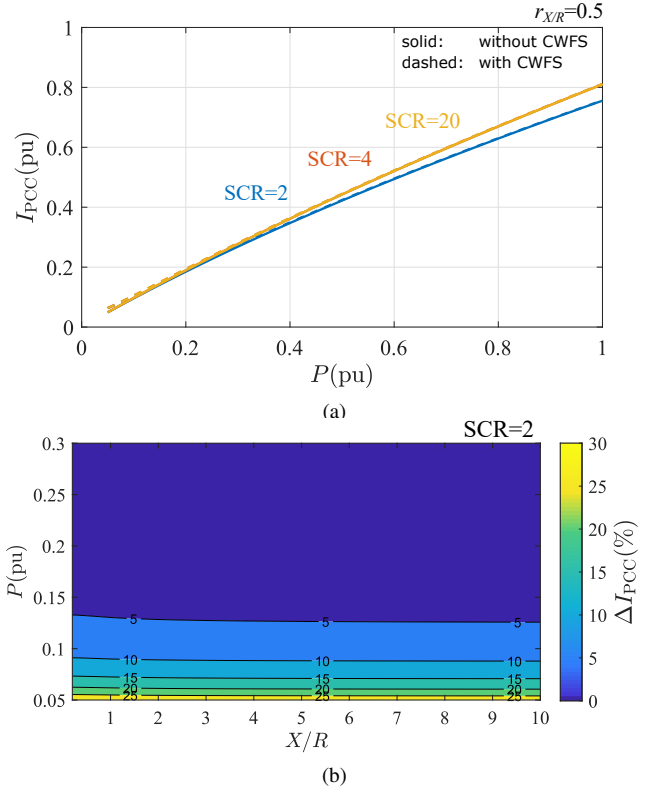 r_{X/R}=0.5
1
solid: without CWFS
dashed: with CWFS
0.8
SCR=20
0.6
SCR=4
I_{PCC}(pu)
0.4
SCR=2
0.2
0
0 0.2 0.4 0.6 0.8 1
P(pu)
(a)
SCR=2
0.3 30
0.25 25
0.2 20
P(pu)
0.15 15
ΔI_{PCC}(%)
5 5 5
0.1 10
10 10 10
15 15 15
20 20 20
25 25 25
0.05 5
0
1 2 3 4 5 6 7 8 9 10
X/R
(b)